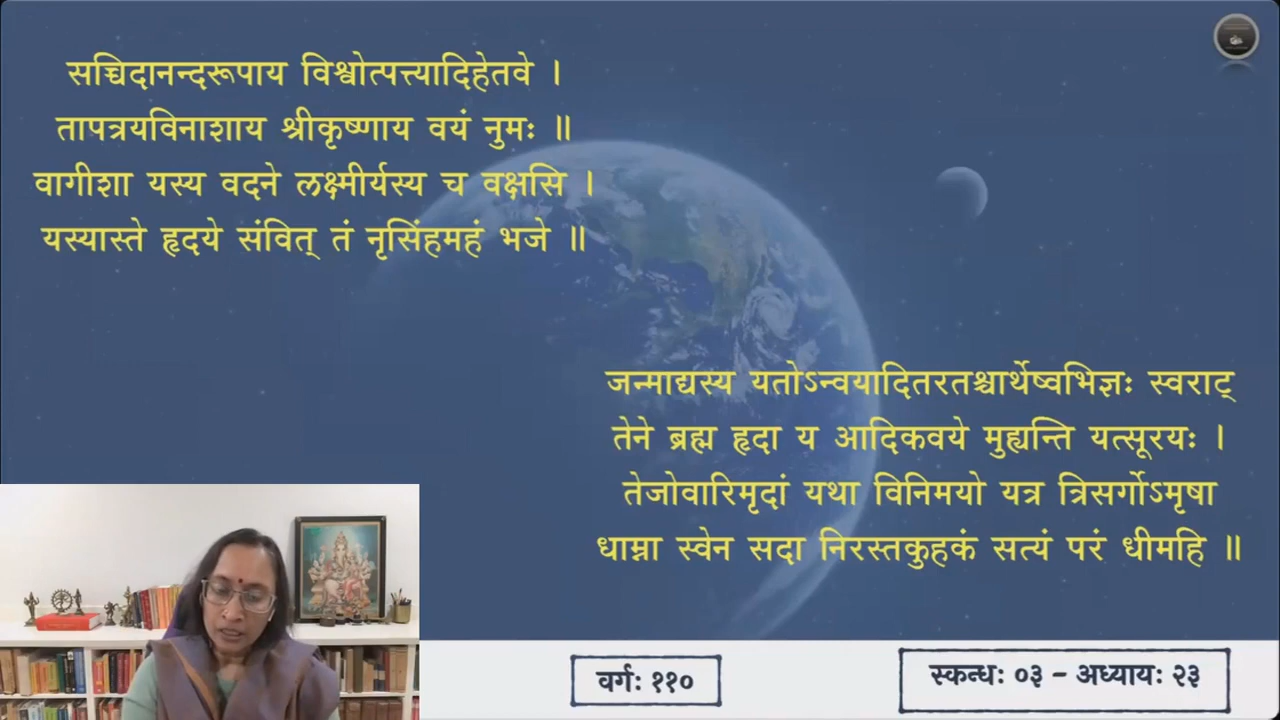 सच्चिदानन्दरूपाय विश्वोत्पत्त्यादिहेतवे ।
तापत्रयविनाशाय श्रीकृष्णाय वयं नुमः ॥
वागीशा यस्य वदने लक्ष्मीर्यस्य च वक्षसि ।
यस्यास्ते हृदये संवित् तं नृसिंहमहं भजे ॥
जन्माद्यस्य यतोऽन्वयादितरतश्चार्थेष्वभिज्ञः स्वराट्
तेने ब्रह्म हृदा य आदिकवये मुह्यन्ति यत्सूरयः ।
तेजोवारिमृदां यथा विनिमयो यत्र त्रिसर्गोऽमृषा
धाम्ना स्वेन सदा निरस्तकुहकं सत्यं परं धीमहि ॥
वर्गः ११०
स्कन्धः ०३ - अध्यायः २३